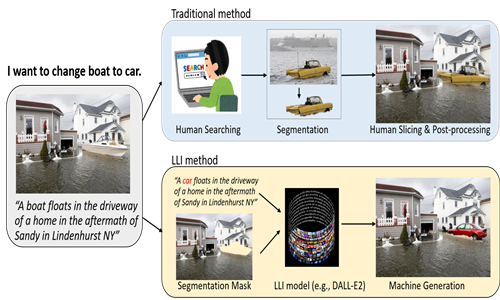 Traditional method
I want to change boat to car.
SEARCH
Human Searching
Segmentation
Human Slicing & Post-processing
"A boat floats in the driveway
of a home in the aftermath of
Sandy in Lindenhurst NY"
LLI method
"A car floats in the driveway
of a home in the aftermath of
Sandy in Lindenhurst NY"
Segmentation Mask
LLI model (e.g., DALL-E2)
Machine Generation